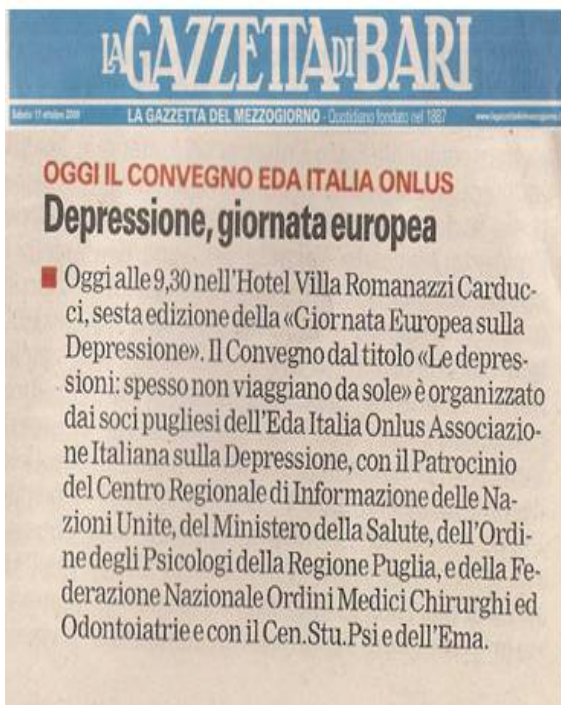 LA GAZZETTA DI BARI
Sabato 11 ottobre
LA GAZZETTA DEL MEZZOGIORNO - Quotidiano fondato nel 1887
OGGI IL CONVEGNO EDA ITALIA ONLUS
Depressione, giornata europea
Oggi alle 9,30 nell'Hotel Villa Romanazzi Carduc-
ci, sesta edizione della «Giornata Europea sulla
Depressione». Il Convegno dal titolo «Le depres-
sioni: spesso non viaggiano da sole» è organizzato
dai soci pugliesi dell'Eda Italia Onlus Associazio-
ne Italiana sulla Depressione, con il Patrocinio
del Centro Regionale di Informazione delle Na-
zioni Unite, del Ministero della Salute, dell'Ordi-
ne degli Psicologi della Regione Puglia, e della Fe-
derazione Nazionale Ordini Medici Chirurghi ed
Odontoiatrie e con il Cen.Stu.Psi e dell'Ema.